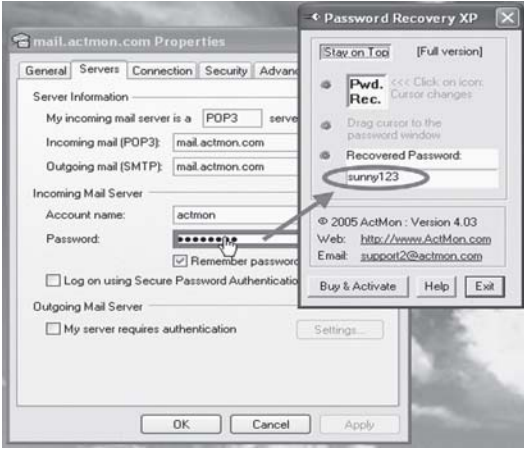 mail.actmon.com Properties
General Servers Connection Security Advanc
Server Information
My incoming mail server is a POP3 serve
Incoming mail (POP3): mail.actmon.com
Outgoing mail (SMTP): mail.actmon.com
Incoming Mail Server
Account name: actmon
Password:
Remember password
Log on using Secure Password Authenticatio
Outgoing Mail Server
My server requires authentication Settings...
OK Cancel Apply
Password Recovery XP
Stay on Top [Full version]
Pwd. <<< Click on icon:
Rec. Cursor changes
Drag cursor to the
password window
Recovered Password:
sunny123
© 2005 ActMon : Version 4.03
Web: http://www.ActMon.com
Email: support2@actmon.com
Buy & Activate Help Exit